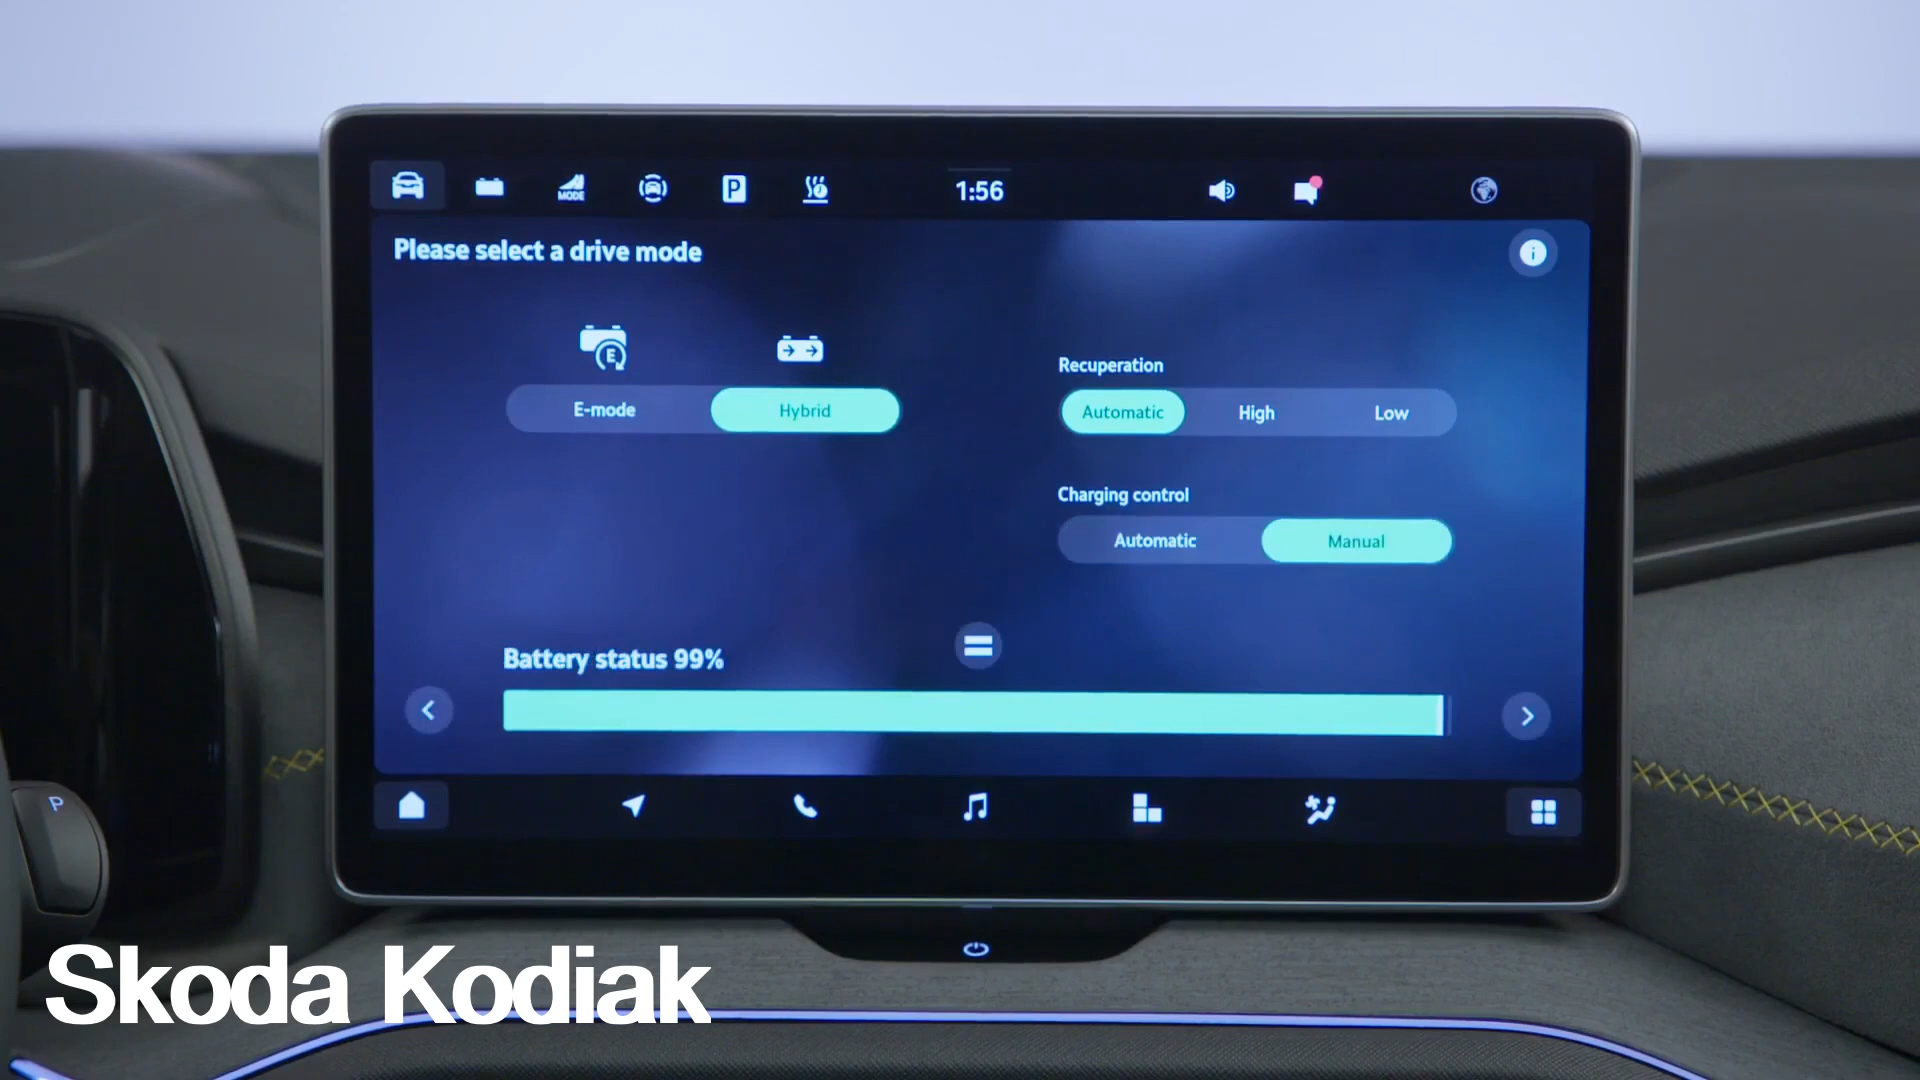 MODE
P
1:56
Please select a drive mode
i
E
E-mode
Hybrid
Recuperation
Automatic
High
Low
Charging control
Automatic
Manual
Battery status 99%
P
Skoda Kodiak